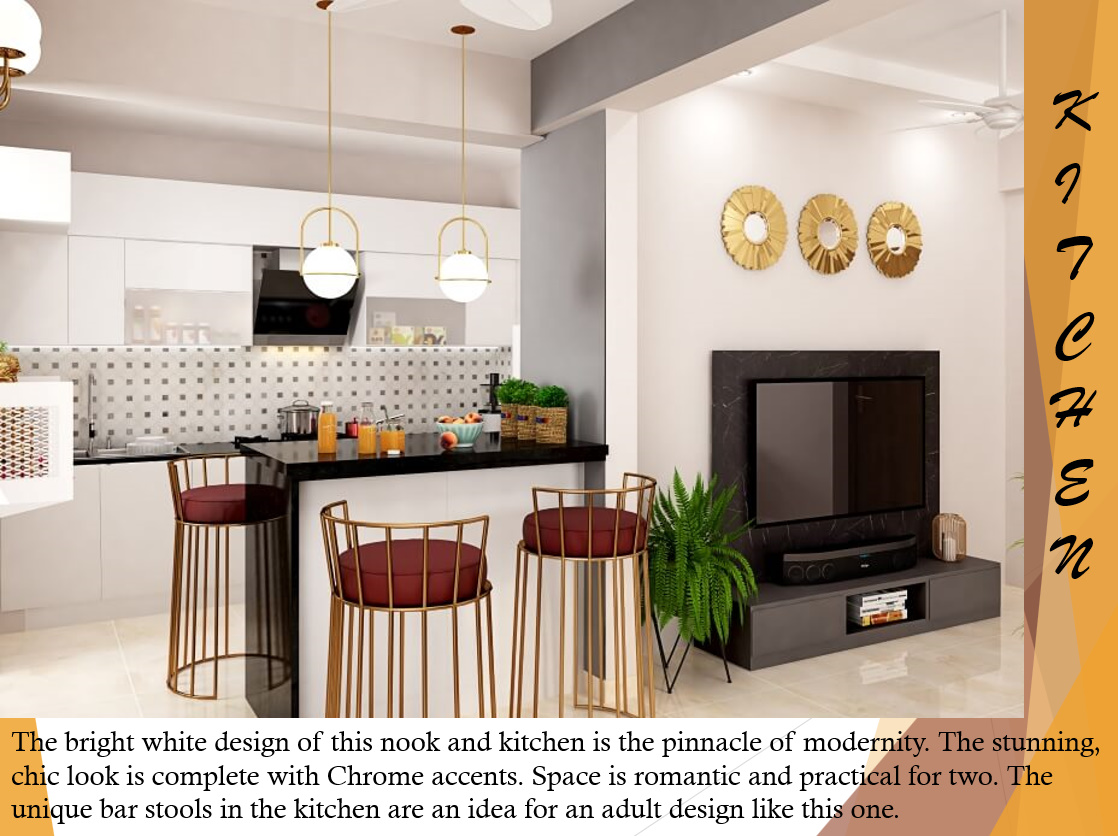 K
I
T
C
H
E
N
The bright white design of this nook and kitchen is the pinnacle of modernity. The stunning,
chic look is complete with Chrome accents. Space is romantic and practical for two. The
unique bar stools in the kitchen are an idea for an adult design like this one.